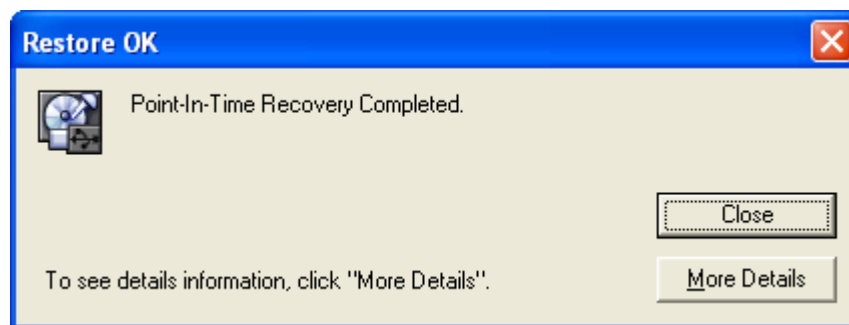 Restore OK
Point-In-Time Recovery Completed.
Close
To see details information, click "More Details".
More Details